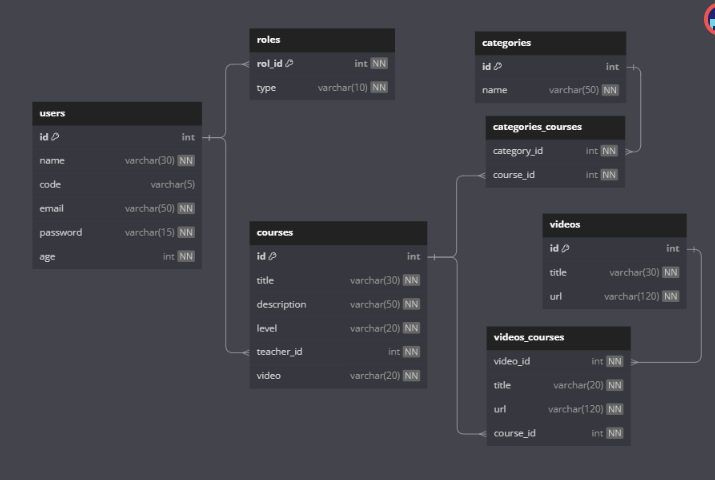 users
id int
name varchar(30) NN
code varchar(5)
email varchar(50) NN
password varchar(15) NN
age int NN
roles
rol_id int NN
type varchar(10) NN
courses
id int
title varchar(30) NN
description varchar(50) NN
level varchar(20) NN
teacher_id int NN
video varchar(20) NN
categories
id int
name varchar(50) NN
categories_courses
category_id int NN
course_id int NN
videos
id int
title varchar(30) NN
url varchar(120) NN
videos_courses
video_id int NN
title varchar(20) NN
url varchar(120) NN
course_id int NN